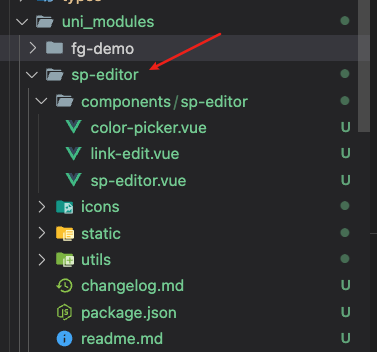 uni_modules
fg-demo
sp-editor
components / sp-editor
color-picker.vue U
link-edit.vue U
sp-editor.vue U
icons
static
utils
changelog.md U
package.json U
readme.md U